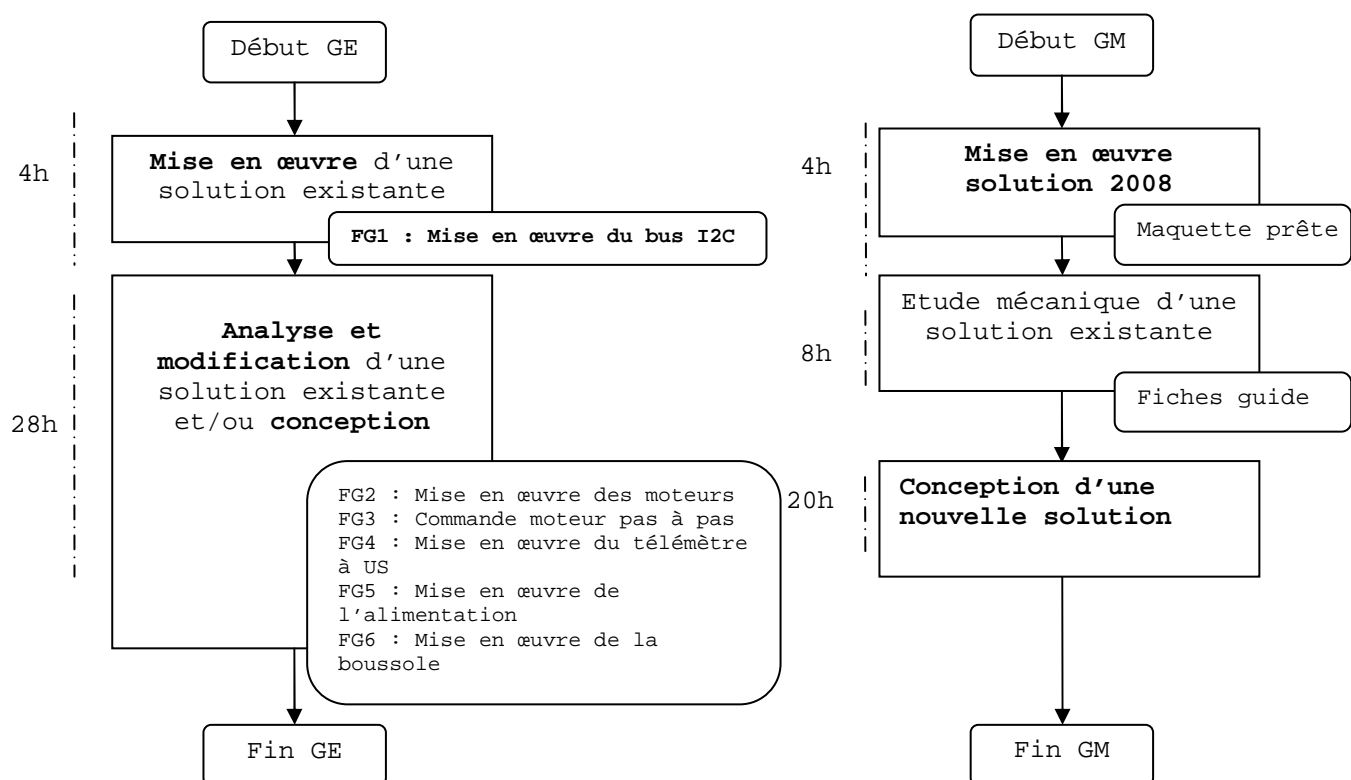 Début GE
4h
Mise en œuvre d'une
solution existante
FG1 : Mise en œuvre du bus I2C
28h
Analyse et
modification d'une
solution existante
et/ou conception
FG2 : Mise en œuvre des moteurs
FG3 : Commande moteur pas à pas
FG4 : Mise en œuvre du télémètre
à US
FG5 : Mise en œuvre de
l'alimentation
FG6 : Mise en œuvre de la
boussole
Fin GE
Début GM
4h
Mise en œuvre
solution 2008
Maquette prête
8h
Etude mécanique d'une
solution existante
Fiches guide
20h
Conception d'une
nouvelle solution
Fin GM